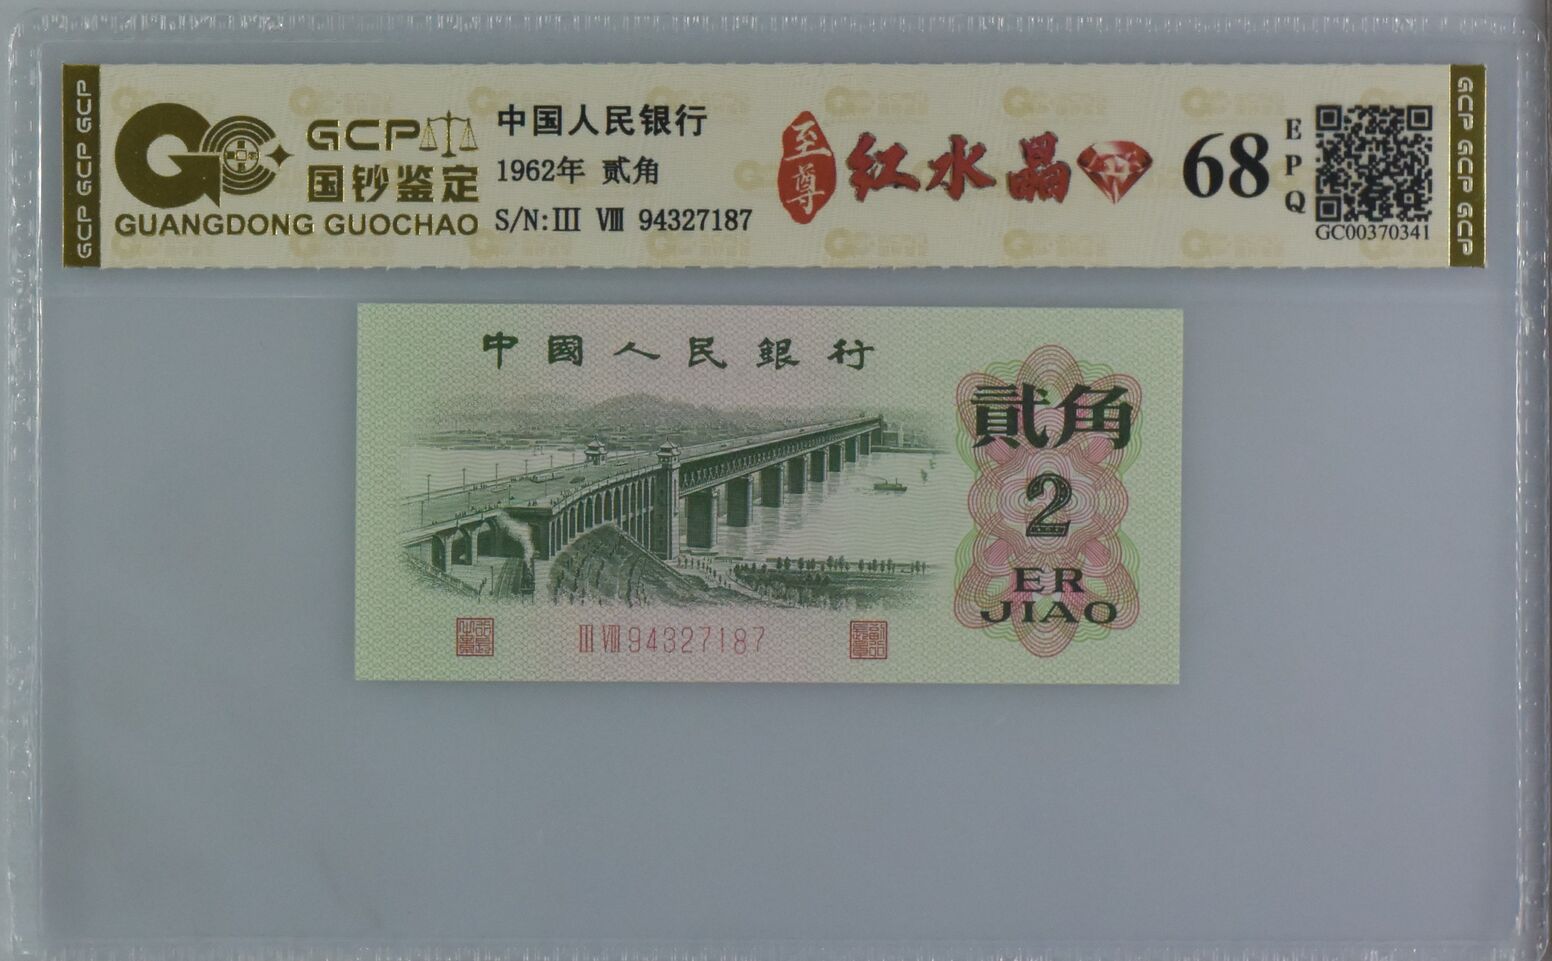 GCP GCP GCP
GCP
国钞鉴定
GUANGDONG GUOCHAO
中国人民银行
1962年 贰角
S/N:III VIII 94327187
至尊
红水晶
68
EPQ
GC00370341
GCP GCP GCP
中國人民銀行
貳角
2
ER
JIAO
III VIII 94327187